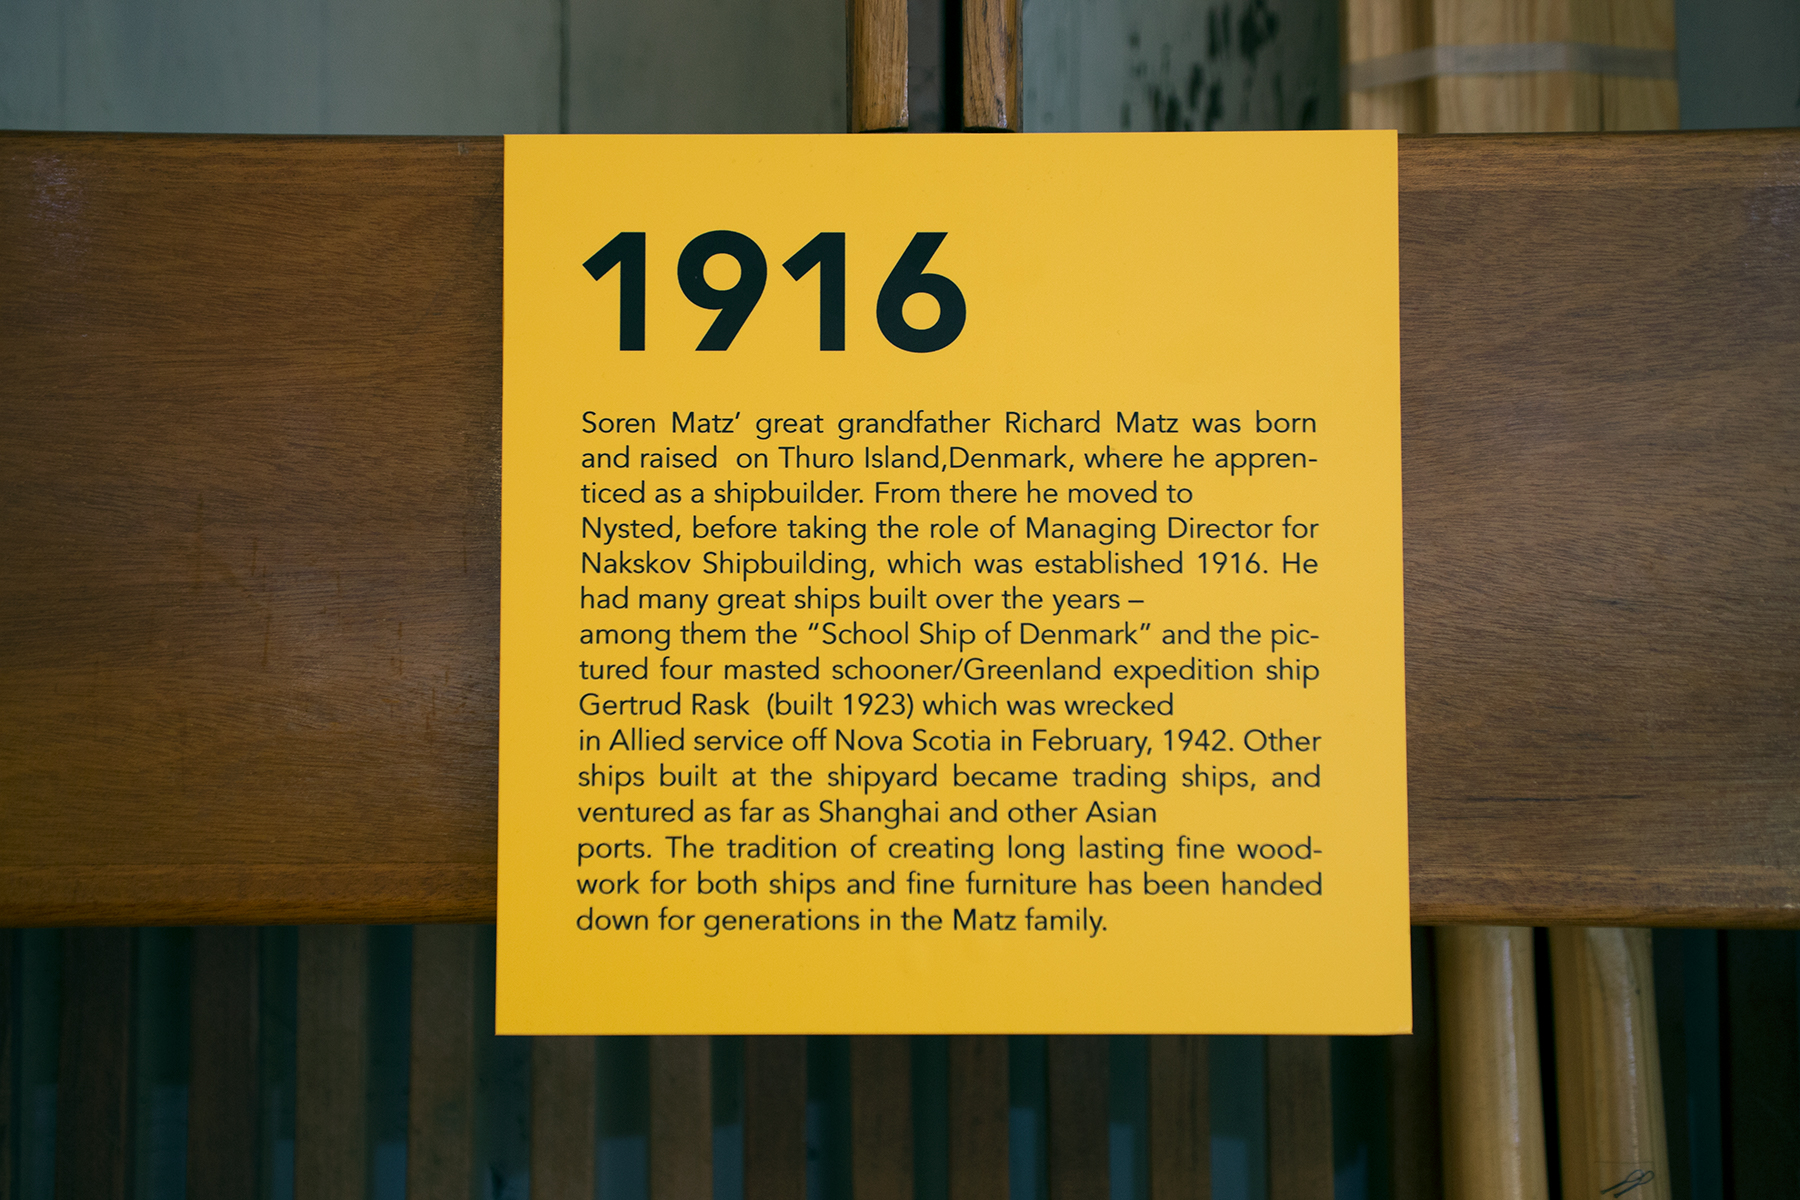 1916
Soren Matz’ great grandfather Richard Matz was born
and raised  on Thuro Island,Denmark, where he appren-
ticed as a shipbuilder. From there he moved to
Nysted, before taking the role of Managing Director for
Nakskov Shipbuilding, which was established 1916. He
had many great ships built over the years –
among them the ”School Ship of Denmark” and the pic-
tured four masted schooner/Greenland expedition ship
Gertrud Rask  (built 1923) which was wrecked
in Allied service off Nova Scotia in February, 1942. Other
ships built at the shipyard became trading ships, and
ventured as far as Shanghai and other Asian
ports. The tradition of creating long lasting fine wood-
work for both ships and fine furniture has been handed
down for generations in the Matz family.